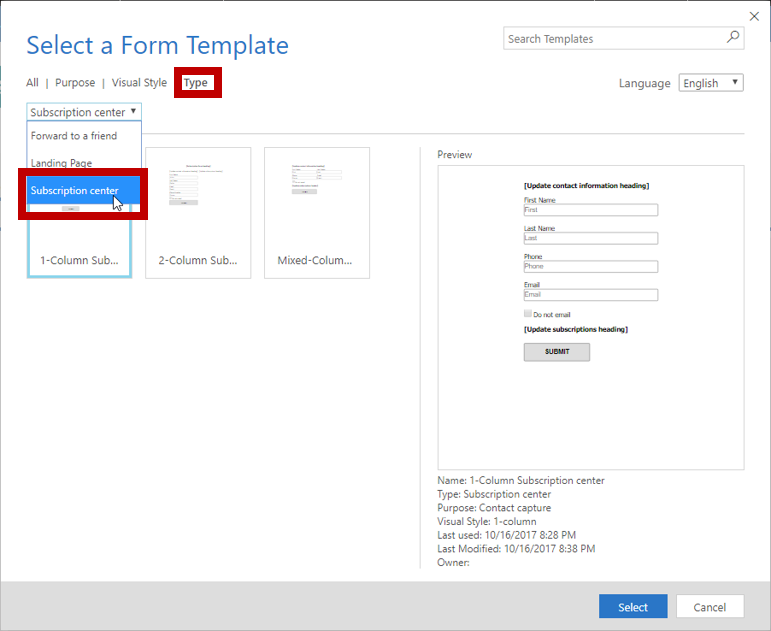 Select a Form Template
Search Templates
All | Purpose | Visual Style Type
Language English
Subscription center
Forward to a friend
Landing Page
Subscription center
1-Column Sub...
2-Column Sub...
Mixed-Colum...
Preview
[Update contact information heading]
First Name
First
Last Name
Last
Phone
Phone
Email
Email
Do not email
[Update subscriptions heading]
SUBMIT
Name: 1-Column Subscription center
Type: Subscription center
Purpose: Contact capture
Visual Style: 1-column
Last used: 10/16/2017 8:28 PM
Last Modified: 10/16/2017 8:38 PM
Owner:
Select
Cancel